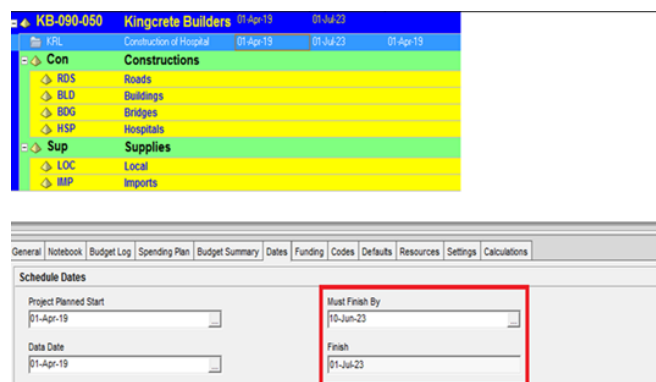 KB-090-050 Kingcrete Builders 01-Apr-19 01-Jul-23
KRL Construction of Hospital 01-Apr-19 01-Jul-23 01-Apr-19
Con Constructions
RDS Roads
BLD Buildings
BDG Bridges
HSP Hospitals
Sup Supplies
LOC Local
IMP Imports
General Notebook Budget Log Spending Plan Budget Summary Dates Funding Codes Defaults Resources Settings Calculations
Schedule Dates
Project Planned Start Must Finish By
01-Apr-19 ... 10-Jun-23 ...
Data Date Finish
01-Apr-19 ... 01-Jul-23